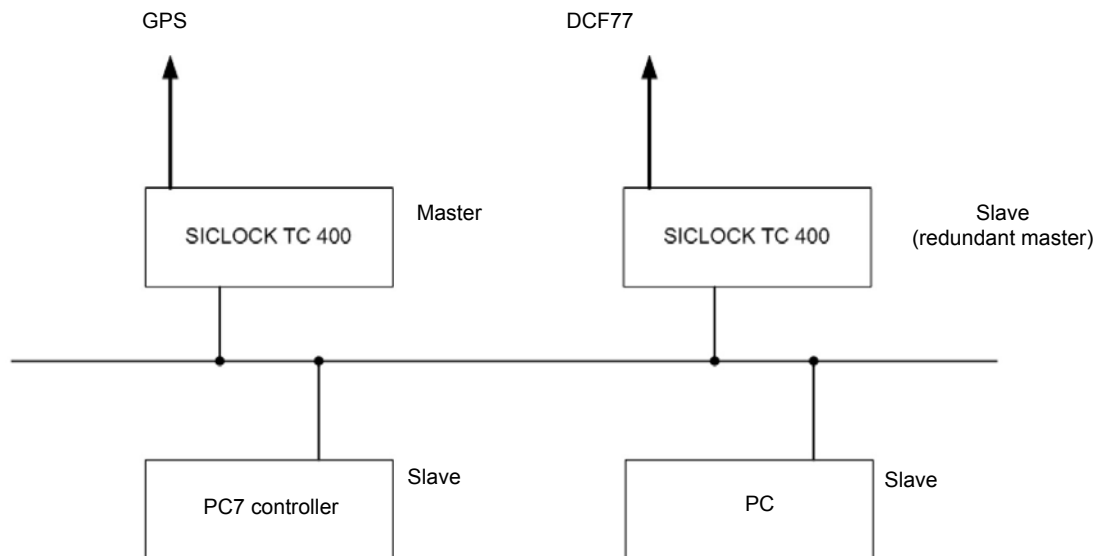 GPS
DCF77
SICLOCK TC 400
Master
SICLOCK TC 400
Slave
(redundant master)
PC7 controller
Slave
PC
Slave